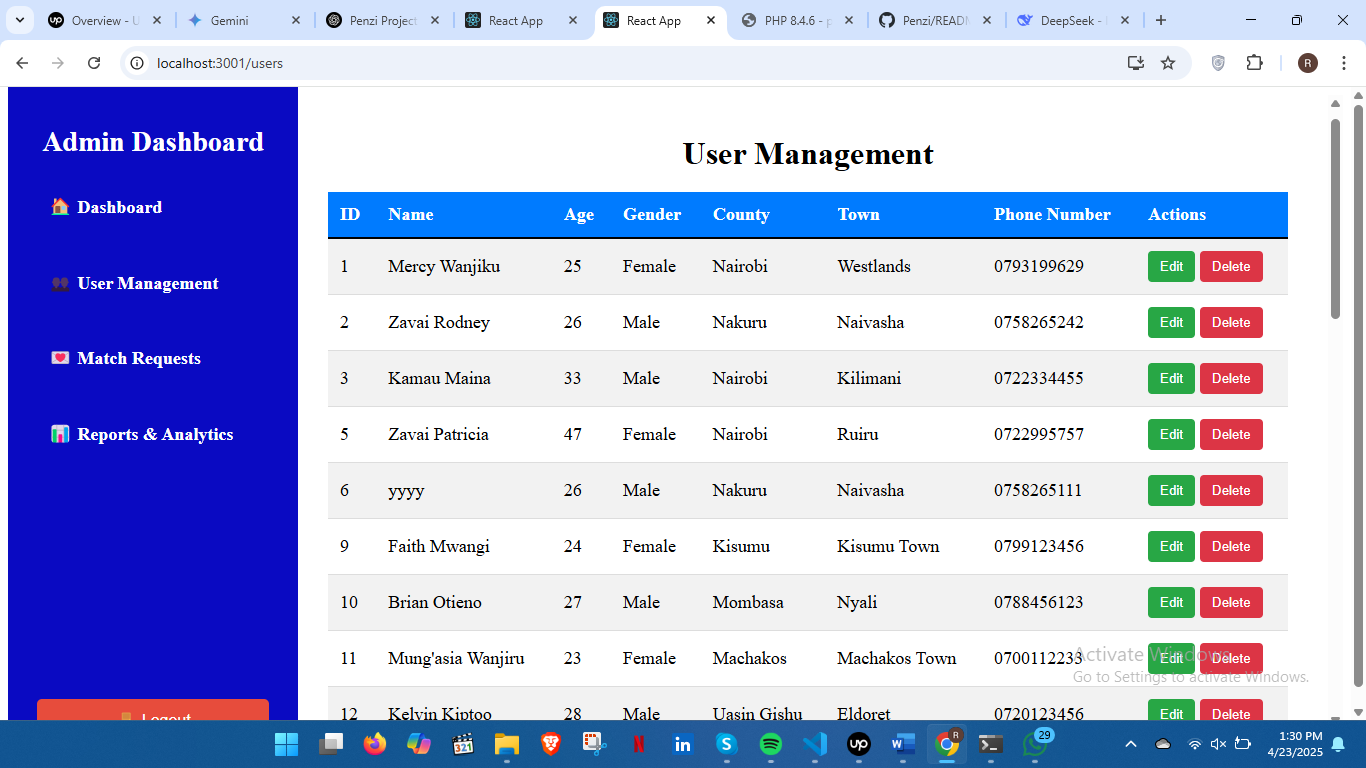 Overview - U
Gemini
Penzi Project
React App
React App
PHP 8.4.6 - p
Penzi/READM
DeepSeek -
localhost:3001/users
R
Admin Dashboard
Dashboard
User Management
Match Requests
Reports & Analytics
Logout
User Management
ID Name Age Gender County Town Phone Number Actions
1 Mercy Wanjiku 25 Female Nairobi Westlands 0793199629 Edit Delete
2 Zavai Rodney 26 Male Nakuru Naivasha 0758265242 Edit Delete
3 Kamau Maina 33 Male Nairobi Kilimani 0722334455 Edit Delete
5 Zavai Patricia 47 Female Nairobi Ruiru 0722995757 Edit Delete
6 yyyy 26 Male Nakuru Naivasha 0758265111 Edit Delete
9 Faith Mwangi 24 Female Kisumu Kisumu Town 0799123456 Edit Delete
10 Brian Otieno 27 Male Mombasa Nyali 0788456123 Edit Delete
11 Mung'asia Wanjiru 23 Female Machakos Machakos Town 0700112233 Edit Delete
12 Kelvin Kiptoo 28 Male Uasin Gishu Eldoret 0720123456 Edit Delete
Activate Windows
Go to Settings to activate Windows.
29
1:30 PM
4/23/2025